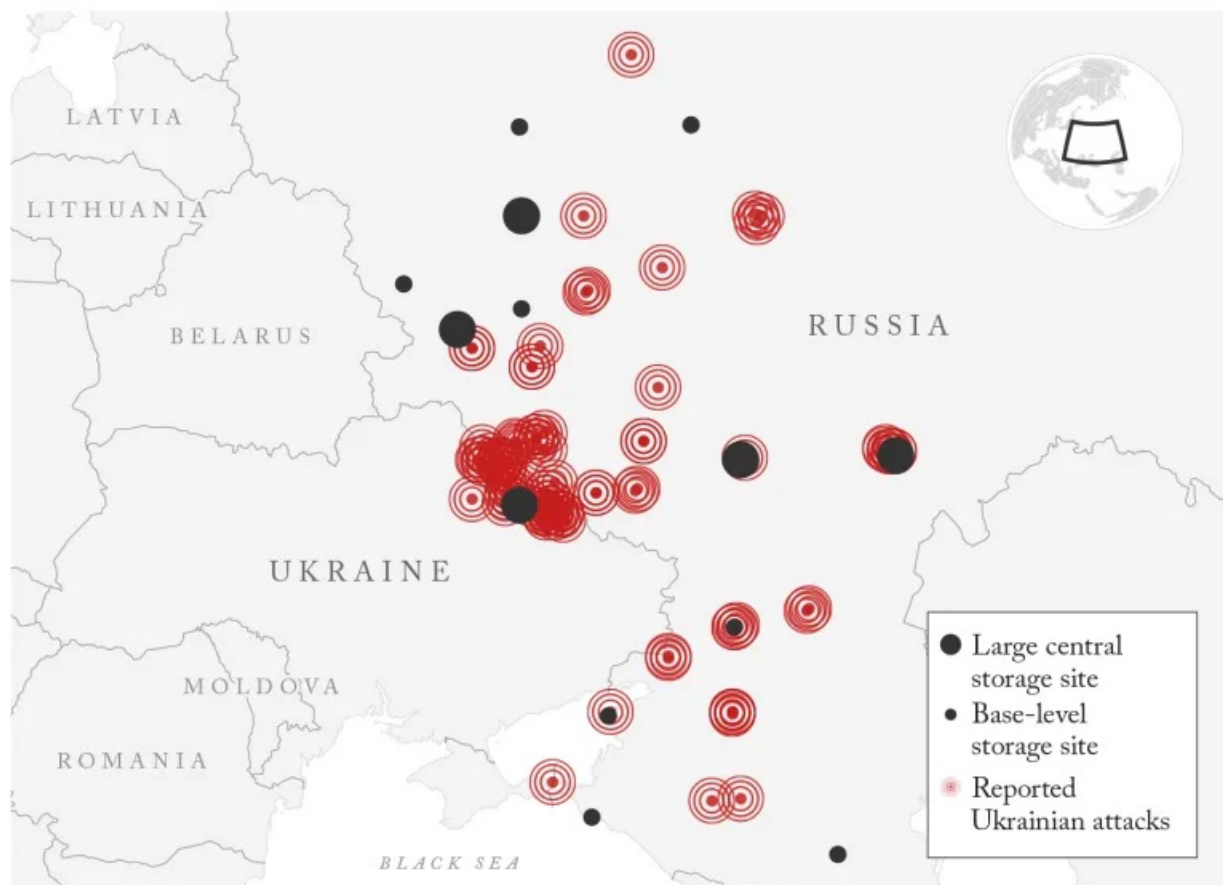 LATVIA
LITHUANIA
BELARUS
RUSSIA
UKRAINE
MOLDOVA
ROMANIA
BLACK SEA
Large central
storage site
Base-level
storage site
Reported
Ukrainian attacks